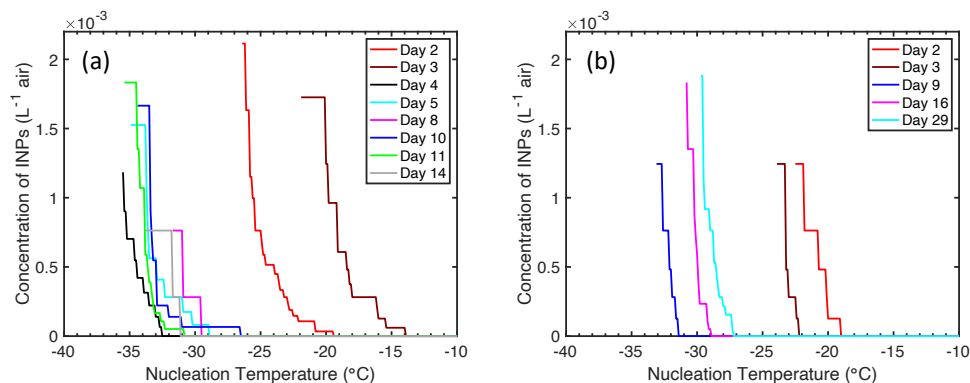 ×10⁻³
(a)
Day 2
Day 3
Day 4
Day 5
Day 8
Day 10
Day 11
Day 14
Concentration of INPs (L⁻¹ air)
2
1.5
1
0.5
0
-40 -35 -30 -25 -20 -15 -10
Nucleation Temperature (°C)
×10⁻³
(b)
Day 2
Day 3
Day 9
Day 16
Day 29
Concentration of INPs (L⁻¹ air)
2
1.5
1
0.5
0
-40 -35 -30 -25 -20 -15 -10
Nucleation Temperature (°C)